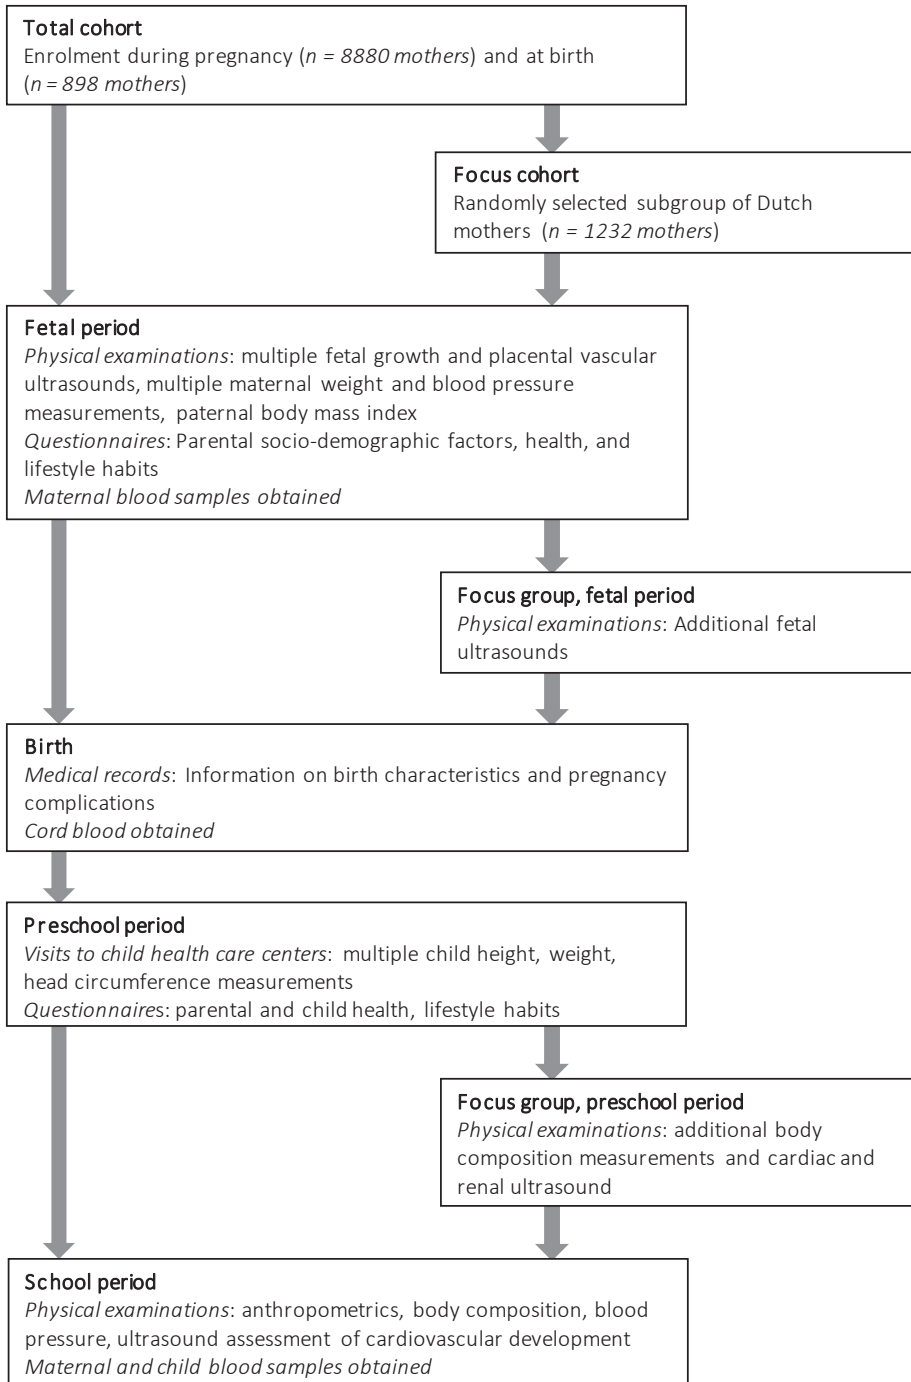 Total cohort
Enrolment during pregnancy (n = 8880 mothers) and at birth
(n = 898 mothers)
Focus cohort
Randomly selected subgroup of Dutch
mothers (n = 1232 mothers)
Fetal period
Physical examinations: multiple fetal growth and placental vascular
ultrasounds, multiple maternal weight and blood pressure
measurements, paternal body mass index
Questionnaires: Parental socio-demographic factors, health, and
lifestyle habits
Maternal blood samples obtained
Focus group, fetal period
Physical examinations: Additional fetal
ultrasounds
Birth
Medical records: Information on birth characteristics and pregnancy
complications
Cord blood obtained
Preschool period
Visits to child health care centers: multiple child height, weight,
head circumference measurements
Questionnaires: parental and child health, lifestyle habits
Focus group, preschool period
Physical examinations: additional body
composition measurements and cardiac and
renal ultrasound
School period
Physical examinations: anthropometrics, body composition, blood
pressure, ultrasound assessment of cardiovascular development
Maternal and child blood samples obtained